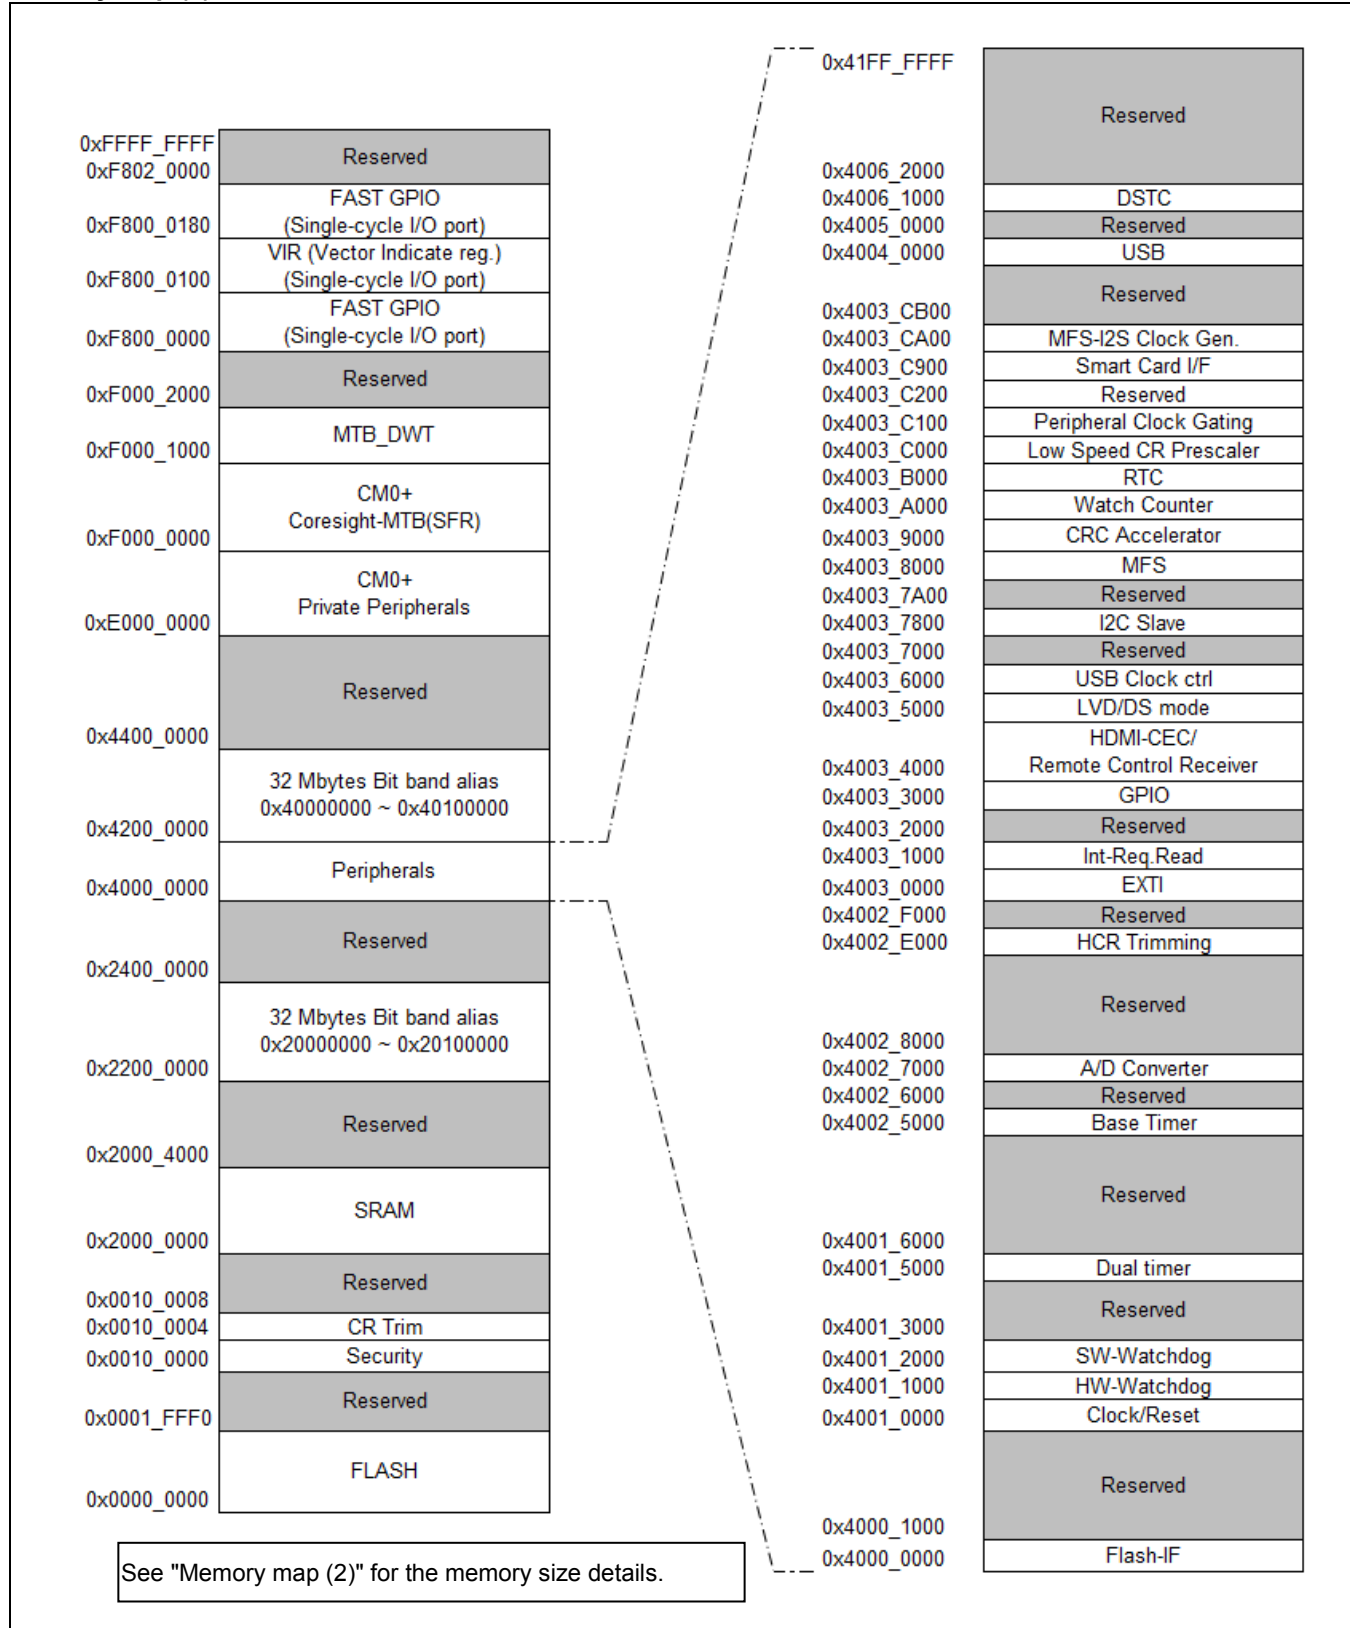 0xFFFF_FFFF
Reserved
0xF802_0000
FAST GPIO
0xF800_0180
(Single-cycle I/O port)
VIR (Vector Indicate reg.)
0xF800_0100
(Single-cycle I/O port)
FAST GPIO
0xF800_0000
(Single-cycle I/O port)
Reserved
0xF000_2000
MTB_DWT
0xF000_1000
CM0+
Coresight-MTB(SFR)
0xF000_0000
CM0+
Private Peripherals
0xE000_0000
Reserved
0x4400_0000
32 Mbytes Bit band alias
0x40000000 ~ 0x40100000
0x4200_0000
Peripherals
0x4000_0000
Reserved
0x2400_0000
32 Mbytes Bit band alias
0x20000000 ~ 0x20100000
0x2200_0000
Reserved
0x2000_4000
SRAM
0x2000_0000
Reserved
0x0010_0008
0x0010_0004 CR Trim
0x0010_0000 Security
Reserved
0x0001_FFF0
FLASH
0x0000_0000
See "Memory map (2)" for the memory size details.
0x41FF_FFFF
Reserved
0x4006_2000
0x4006_1000 DSTC
0x4005_0000 Reserved
0x4004_0000 USB
Reserved
0x4003_CB00
0x4003_CA00 MFS-I2S Clock Gen.
0x4003_C900 Smart Card I/F
0x4003_C200 Reserved
0x4003_C100 Peripheral Clock Gating
0x4003_C000 Low Speed CR Prescaler
0x4003_B000 RTC
0x4003_A000 Watch Counter
0x4003_9000 CRC Accelerator
0x4003_8000 MFS
0x4003_7A00 Reserved
0x4003_7800 I2C Slave
0x4003_7000 Reserved
0x4003_6000 USB Clock ctrl
0x4003_5000 LVD/DS mode
HDMI-CEC/
0x4003_4000 Remote Control Receiver
0x4003_3000 GPIO
0x4003_2000 Reserved
0x4003_1000 Int-Req.Read
0x4003_0000 EXTI
0x4002_F000 Reserved
0x4002_E000 HCR Trimming
Reserved
0x4002_8000
0x4002_7000 A/D Converter
0x4002_6000 Reserved
0x4002_5000 Base Timer
Reserved
0x4001_6000
0x4001_5000 Dual timer
Reserved
0x4001_3000
0x4001_2000 SW-Watchdog
0x4001_1000 HW-Watchdog
0x4001_0000 Clock/Reset
Reserved
0x4000_1000
0x4000_0000 Flash-IF